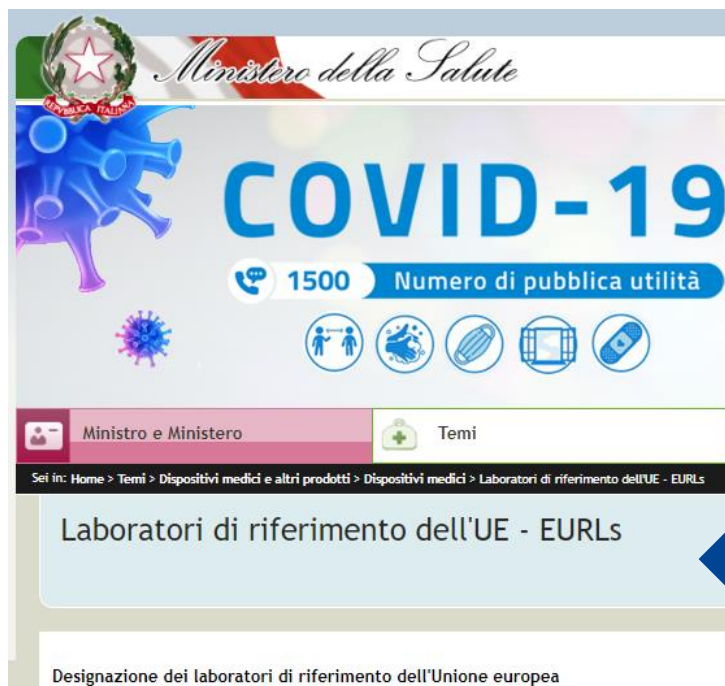 Ministero della Salute
REPVBBLICA ITALIANA
COVID-19
1500 Numero di pubblica utilità
Ministro e Ministero
Temi
Sei in: Home > Temi > Dispositivi medici e altri prodotti > Dispositivi medici > Laboratori di riferimento dell'UE - EURLs
Laboratori di riferimento dell'UE - EURLs
Designazione dei laboratori di riferimento dell'Unione europea